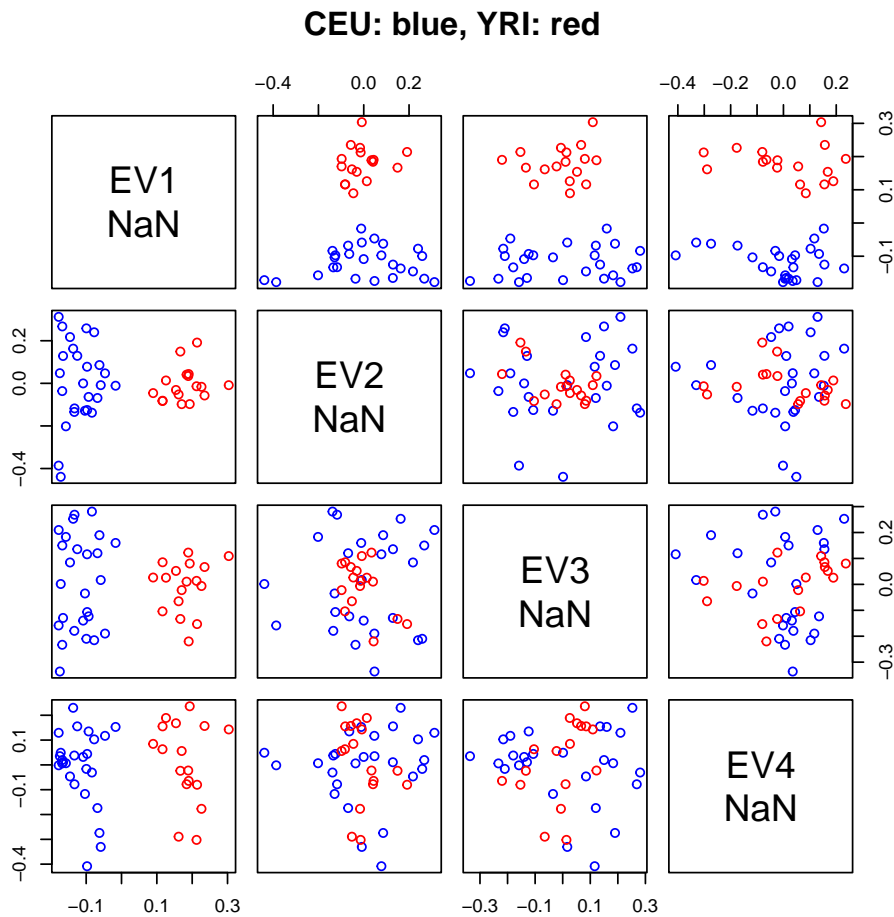 CEU: blue, YRI: red
−0.4 0.0 0.2
−0.4 −0.2 0.0 0.2
EV1
NaN
−0.1 0.1 0.3
−0.4 0.0 0.2
EV2
NaN
EV3
NaN
−0.3 0.0 0.2
−0.4 −0.1 0.1
EV4
NaN
−0.1 0.1 0.3
−0.3 −0.1 0.1 0.3